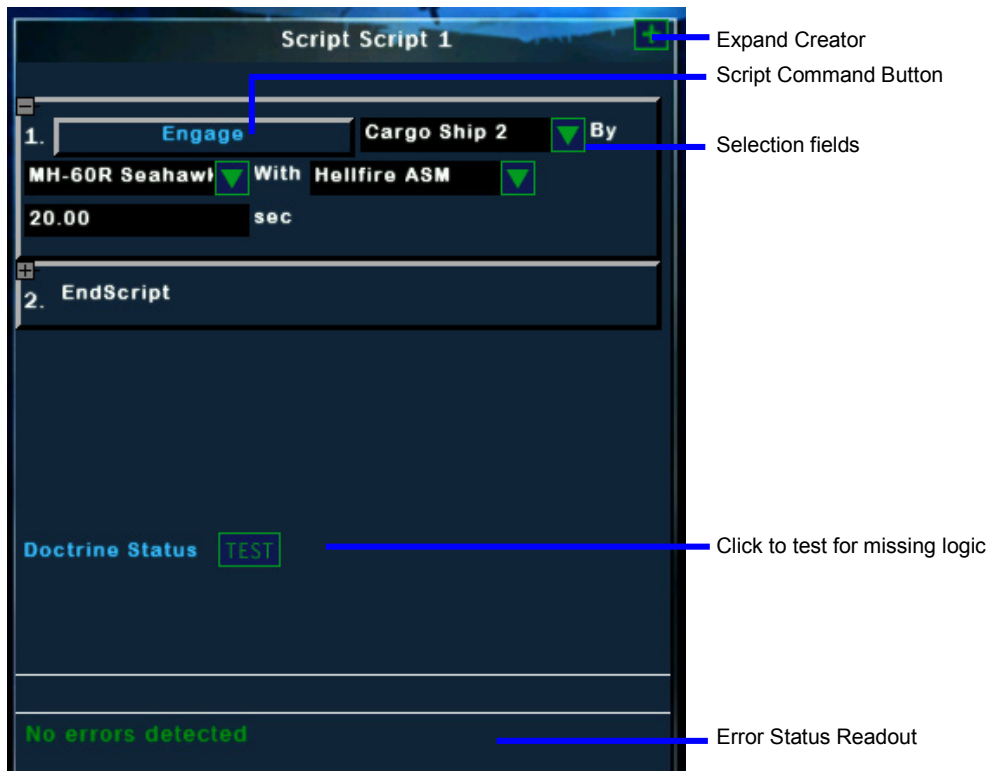 Script Script 1
Expand Creator
Script Command Button
1. Engage Cargo Ship 2 By
Selection fields
MH-60R Seahawk With Hellfire ASM
20.00 sec
2. EndScript
Doctrine Status TEST
Click to test for missing logic
No errors detected
Error Status Readout